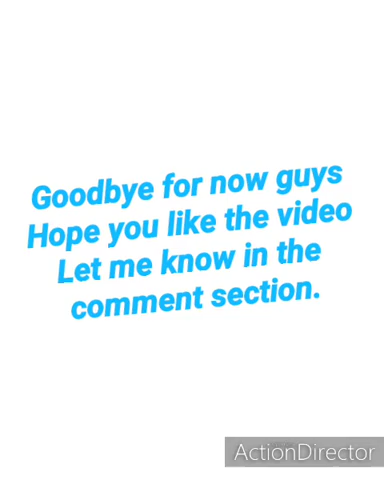 Goodbye for now guys
Hope you like the video
Let me know in the
comment section.
ActionDirector